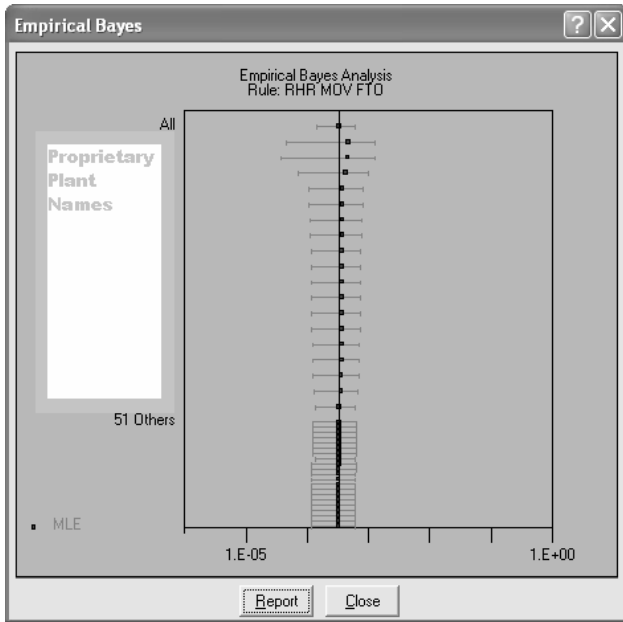 Empirical Bayes
Empirical Bayes Analysis
Rule: RHR MOV FTO
All
Proprietary
Plant
Names
51 Others
MLE
1.E-05
1.E+00
Report
Close